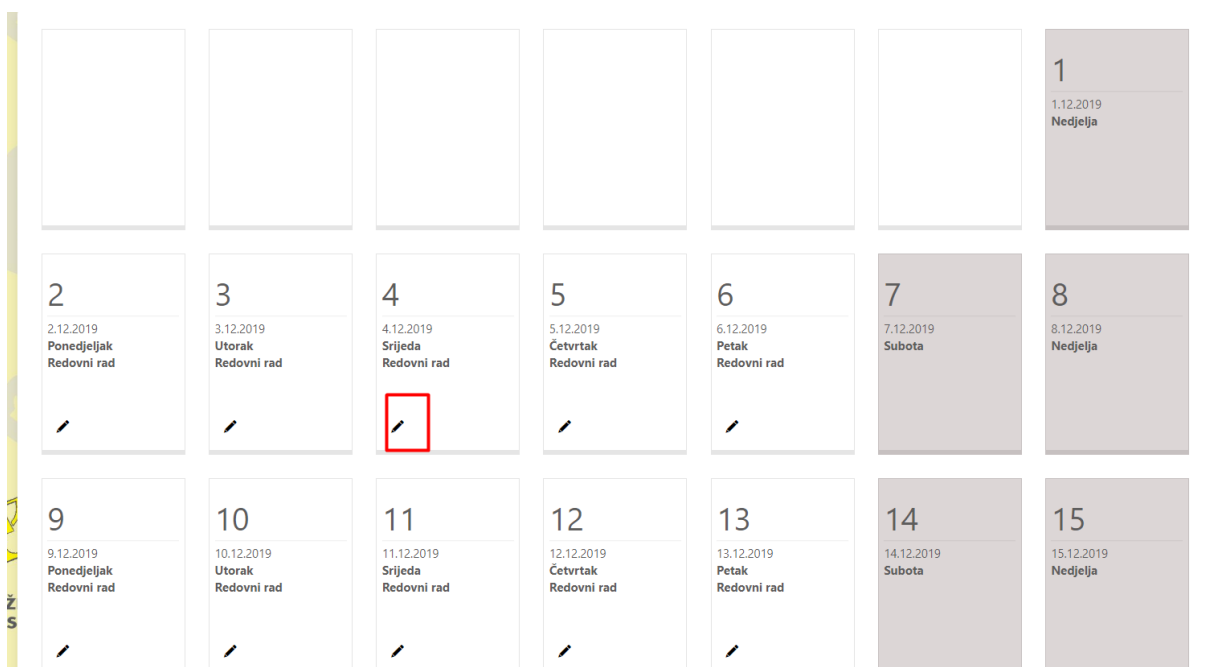 1
1.12.2019
Nedjelja
2
2.12.2019
Ponedjeljak
Redovni rad
3
3.12.2019
Utorak
Redovni rad
4
4.12.2019
Srijeda
Redovni rad
5
5.12.2019
Četvrtak
Redovni rad
6
6.12.2019
Petak
Redovni rad
7
7.12.2019
Subota
8
8.12.2019
Nedjelja
9
9.12.2019
Ponedjeljak
Redovni rad
10
10.12.2019
Utorak
Redovni rad
11
11.12.2019
Srijeda
Redovni rad
12
12.12.2019
Četvrtak
Redovni rad
13
13.12.2019
Petak
Redovni rad
14
14.12.2019
Subota
15
15.12.2019
Nedjelja